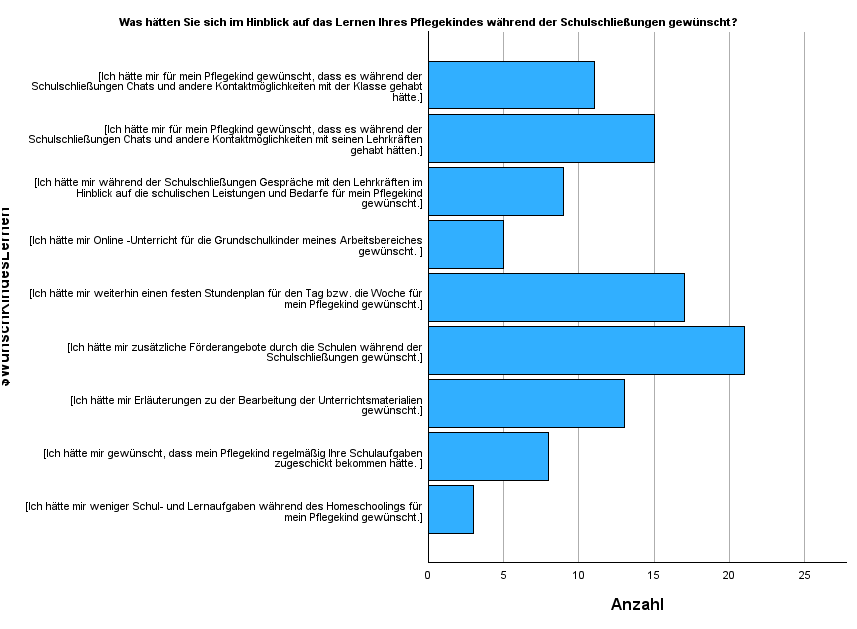 Was hätten Sie sich im Hinblick auf das Lernen Ihres Pflegekindes während der Schulschließungen gewünscht?
[Ich hätte mir für mein Pflegekind gewünscht, dass es während der
Schulschließungen Chats und andere Kontaktmöglichkeiten mit der Klasse gehabt
hätte.]
[Ich hätte mir für mein Pflegkind gewünscht, dass es während der
Schulschließungen Chats und andere Kontaktmöglichkeiten mit seinen Lehrkräften
gehabt hätten.]
[Ich hätte mir während der Schulschließungen Gespräche mit den Lehrkräften im
Hinblick auf die schulischen Leistungen und Bedarfe für mein Pflegekind
gewünscht.]
[Ich hätte mir Online -Unterricht für die Grundschulkinder meines Arbeitsbereiches
gewünscht. ]
[Ich hätte mir weiterhin einen festen Stundenplan für den Tag bzw. die Woche für
mein Pflegekind gewünscht.]
[Ich hätte mir zusätzliche Förderangebote durch die Schulen während der
Schulschließungen gewünscht.]
[Ich hätte mir Erläuterungen zu der Bearbeitung der Unterrichtsmaterialien
gewünscht.]
[Ich hätte mir gewünscht, dass mein Pflegekind regelmäßig Ihre Schulaufgaben
zugeschickt bekommen hätte. ]
[Ich hätte mir weniger Schul- und Lernaufgaben während des Homeschoolings für
mein Pflegekind gewünscht.]
$WunschKindesLernen
0 5 10 15 20 25
Anzahl